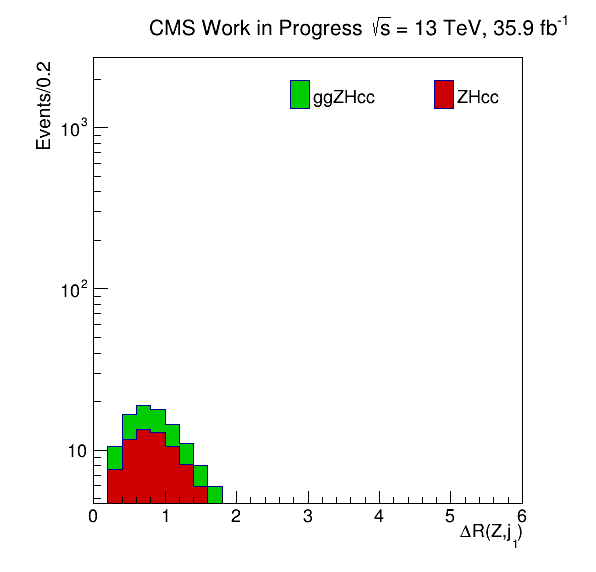 CMS Work in Progress √s = 13 TeV, 35.9 fb⁻¹
Events/0.2
ggZHcc ZHcc
10³
10²
10
0 1 2 3 4 5 6
ΔR(Z,j₁)